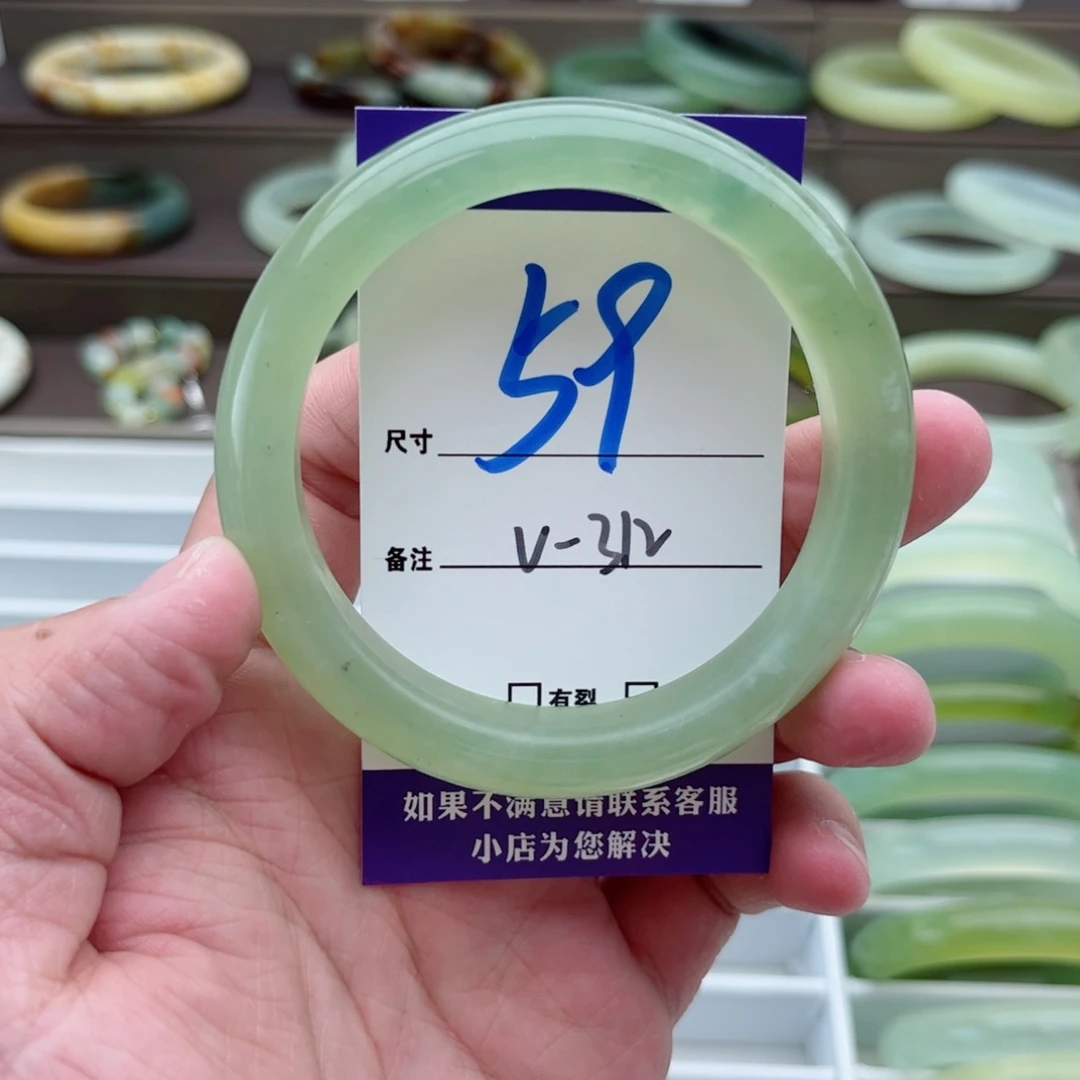 尺寸 59
备注 V-312
□有裂 □
如果不满意请联系客服
小店为您解决